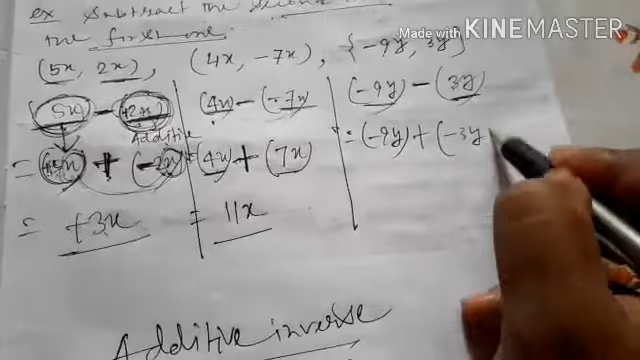 ex Subtract the second
Made with KINEMASTER
the first one.
(5x, 2x), (4x, -7x), {-9y, 3y}
(5x) - (+2x) (4x) - (-7x) (-9y) - (3y)
Additive
= (+5x) + (-2x) (4x) + (7x) = (-9y) + (-3y
= +3x = 11x
Additive inverse